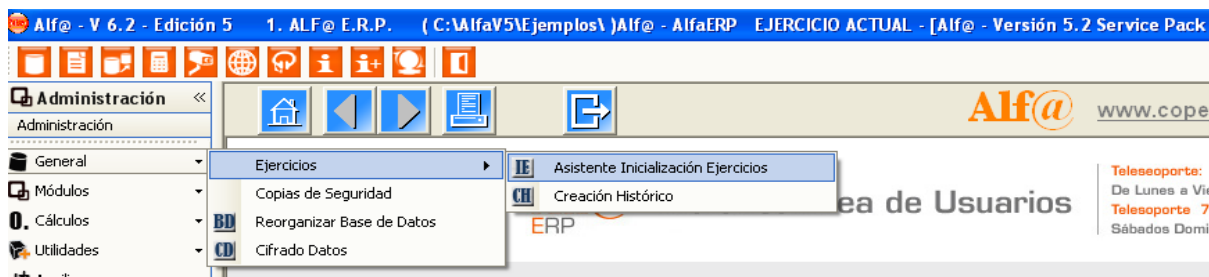 Alf@ - V 6.2 - Edición 5 1. ALF@ E.R.P. ( C:\AlfaV5\Ejemplos\ )Alf@ - AlfaERP EJERCICIO ACTUAL - [Alf@ - Versión 5.2 Service Pack
Administración «
Alf@ www.cope
Administración
General
Ejercicios
IE Asistente Inicialización Ejercicios
Teleseoporte:
Módulos
Copias de Seguridad
CH Creación Histórico
ea de Usuarios
De Lunes a Vie
0. Cálculos
BD Reorganizar Base de Datos
ERP
Telesoporte 7
Utilidades
CD Cifrado Datos
Sábados Domi